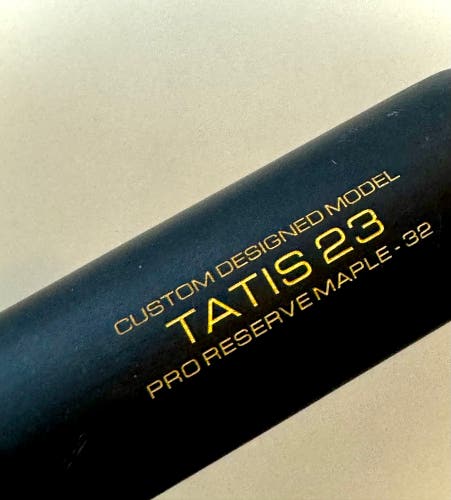 CUSTOM DESIGNED MODEL
TATIS 23
PRO RESERVE MAPLE - 32